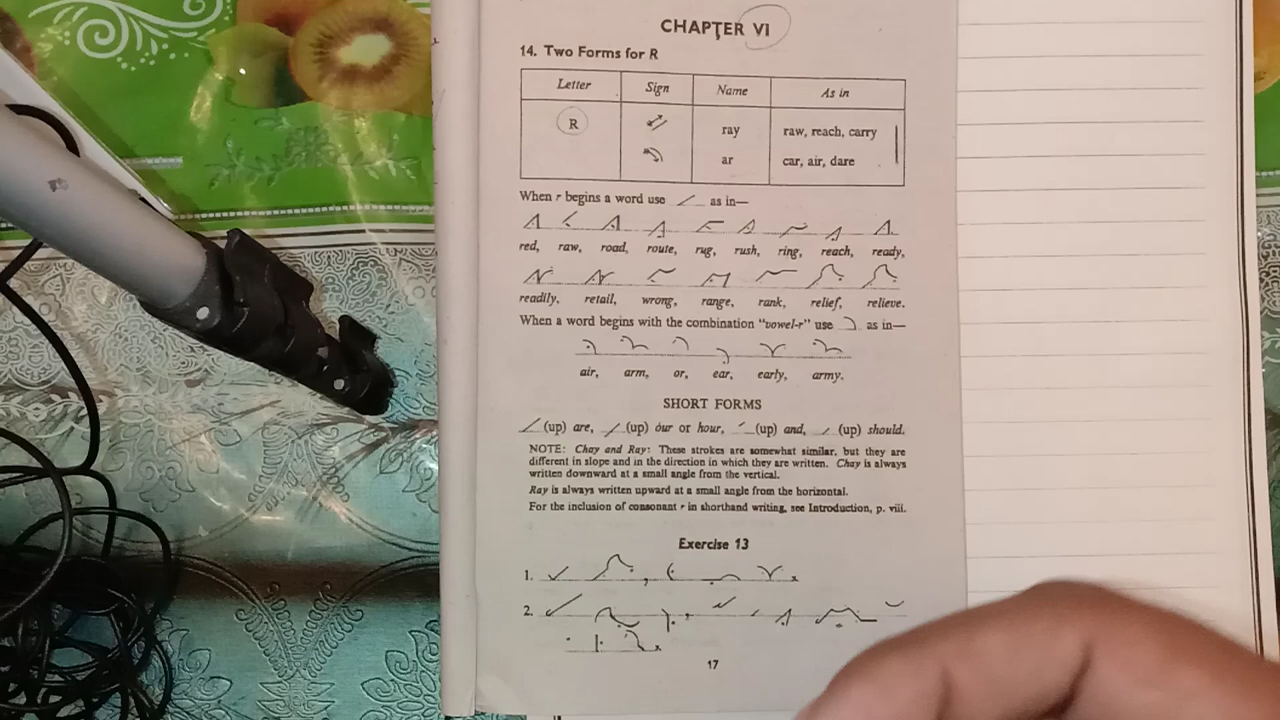 CHAPTER VI
14. Two Forms for R
Letter Sign Name As in
R ray raw, reach, carry
ar car, air, dare
When r begins a word use as in—
red, raw, road, route, rug, rush, ring, reach, ready,
readily, retail, wrong, range, rank, relief, relieve.
When a word begins with the combination "vowel-r" use as in—
air, arm, or, ear, early, army.
SHORT FORMS
(up) are, (up) our or hour, (up) and, (up) should.
NOTE: Chay and Ray: These strokes are somewhat similar, but they are
different in slope and in the direction in which they are written. Chay is always
written downward at a small angle from the vertical.
Ray is always written upward at a small angle from the horizontal.
For the inclusion of consonant r in shorthand writing, see Introduction, p. viii.
Exercise 13
1.
2.
17